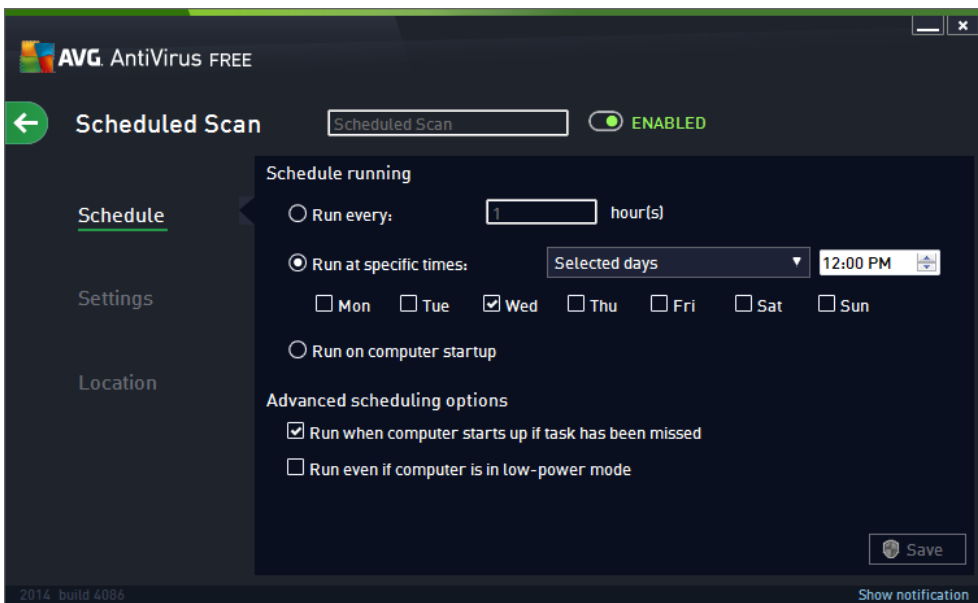 AVG. AntiVirus FREE
Scheduled Scan
Scheduled Scan
ENABLED
Schedule
Settings
Location
Schedule running
Run every: 1 hour(s)
Run at specific times: Selected days 12:00 PM
Mon Tue Wed Thu Fri Sat Sun
Run on computer startup
Advanced scheduling options
Run when computer starts up if task has been missed
Run even if computer is in low-power mode
Save
2014 build 4086
Show notification